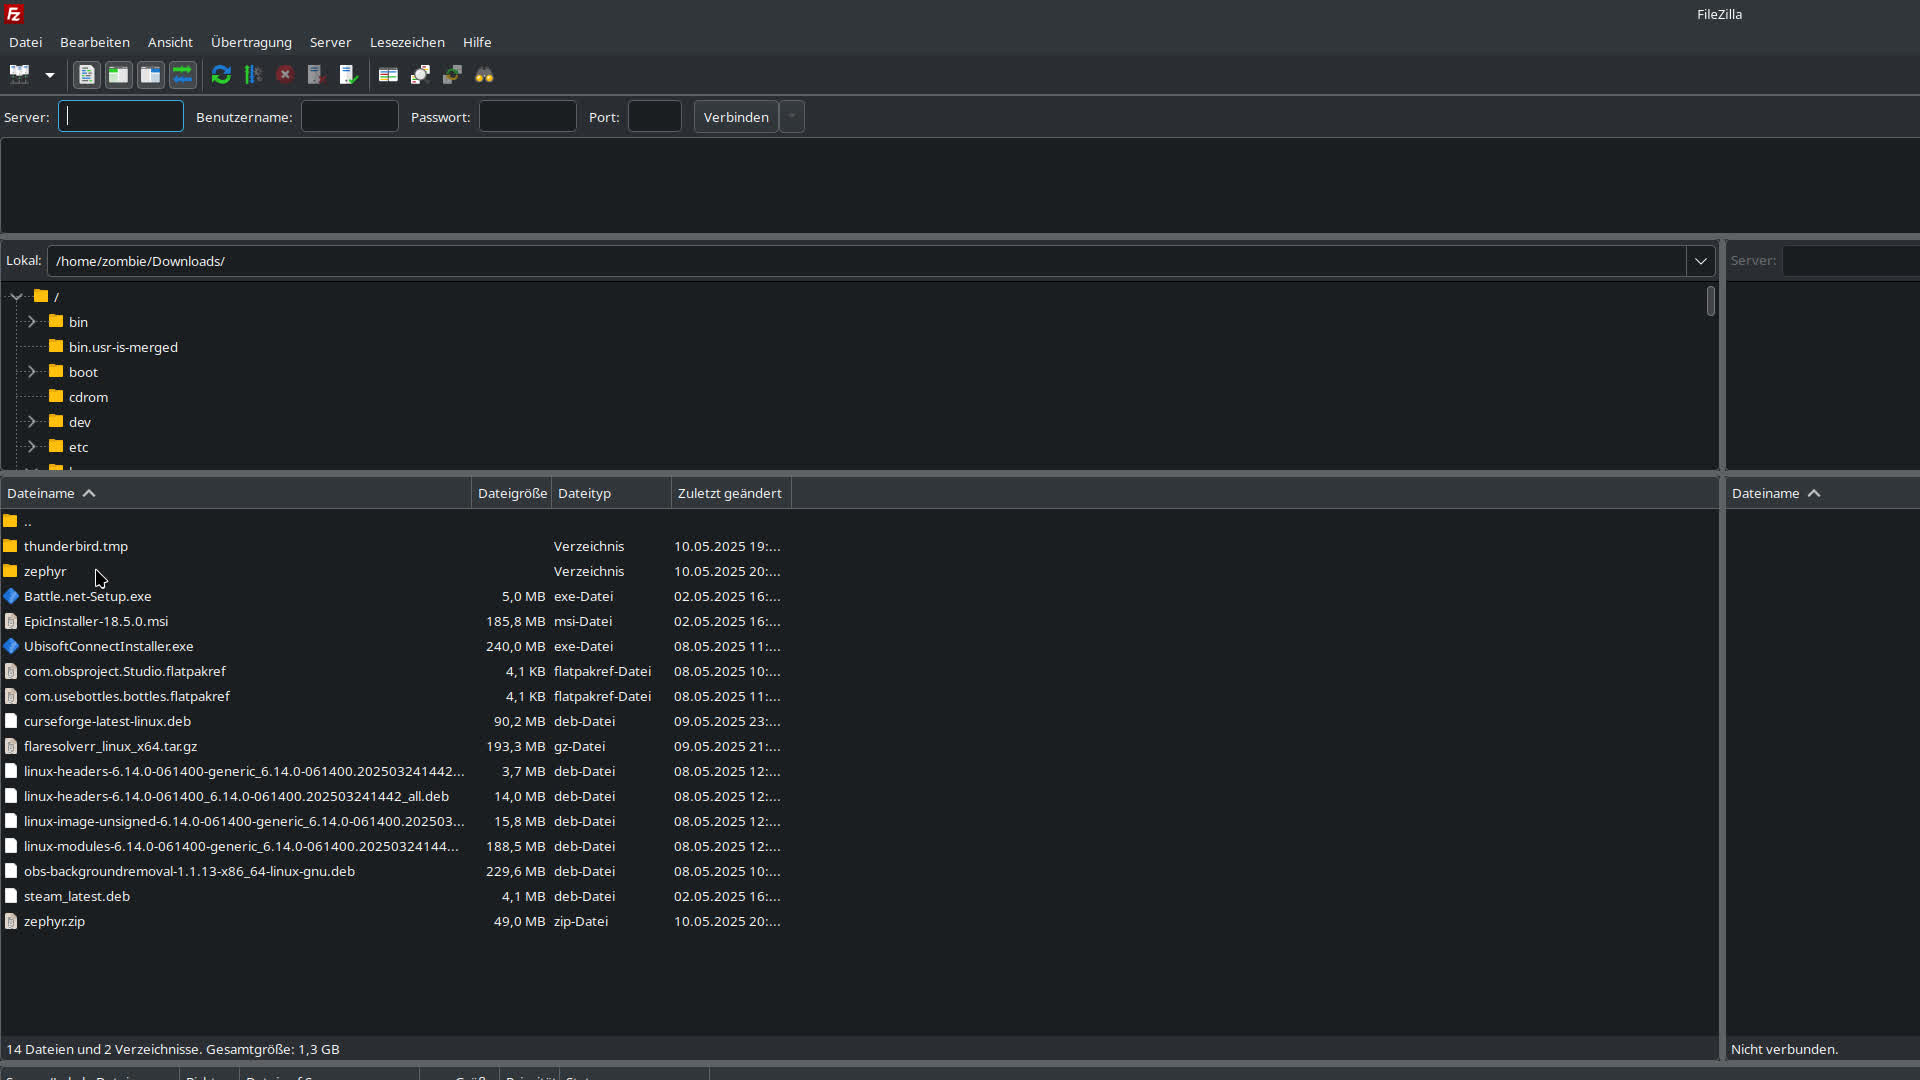 FileZilla
Datei Bearbeiten Ansicht Übertragung Server Lesezeichen Hilfe
Server: Benutzername: Passwort: Port: Verbinden
Lokal: /home/zombie/Downloads/ Server:
/
bin
bin.usr-is-merged
boot
cdrom
dev
etc
Dateiname Dateigröße Dateityp Zuletzt geändert Dateiname
..
thunderbird.tmp Verzeichnis 10.05.2025 19:...
zephyr Verzeichnis 10.05.2025 20:...
Battle.net-Setup.exe 5,0 MB exe-Datei 02.05.2025 16:...
EpicInstaller-18.5.0.msi 185,8 MB msi-Datei 02.05.2025 16:...
UbisoftConnectInstaller.exe 240,0 MB exe-Datei 08.05.2025 11:...
com.obsproject.Studio.flatpakref 4,1 KB flatpakref-Datei 08.05.2025 10:...
com.usebottles.bottles.flatpakref 4,1 KB flatpakref-Datei 08.05.2025 11:...
curseforge-latest-linux.deb 90,2 MB deb-Datei 09.05.2025 23:...
flaresolverr_linux_x64.tar.gz 193,3 MB gz-Datei 09.05.2025 21:...
linux-headers-6.14.0-061400-generic_6.14.0-061400.202503241442... 3,7 MB deb-Datei 08.05.2025 12:...
linux-headers-6.14.0-061400_6.14.0-061400.202503241442_all.deb 14,0 MB deb-Datei 08.05.2025 12:...
linux-image-unsigned-6.14.0-061400-generic_6.14.0-061400.202503... 15,8 MB deb-Datei 08.05.2025 12:...
linux-modules-6.14.0-061400-generic_6.14.0-061400.20250324144... 188,5 MB deb-Datei 08.05.2025 12:...
obs-backgroundremoval-1.1.13-x86_64-linux-gnu.deb 229,6 MB deb-Datei 08.05.2025 10:...
steam_latest.deb 4,1 MB deb-Datei 02.05.2025 16:...
zephyr.zip 49,0 MB zip-Datei 10.05.2025 20:...
14 Dateien und 2 Verzeichnisse. Gesamtgröße: 1,3 GB Nicht verbunden.